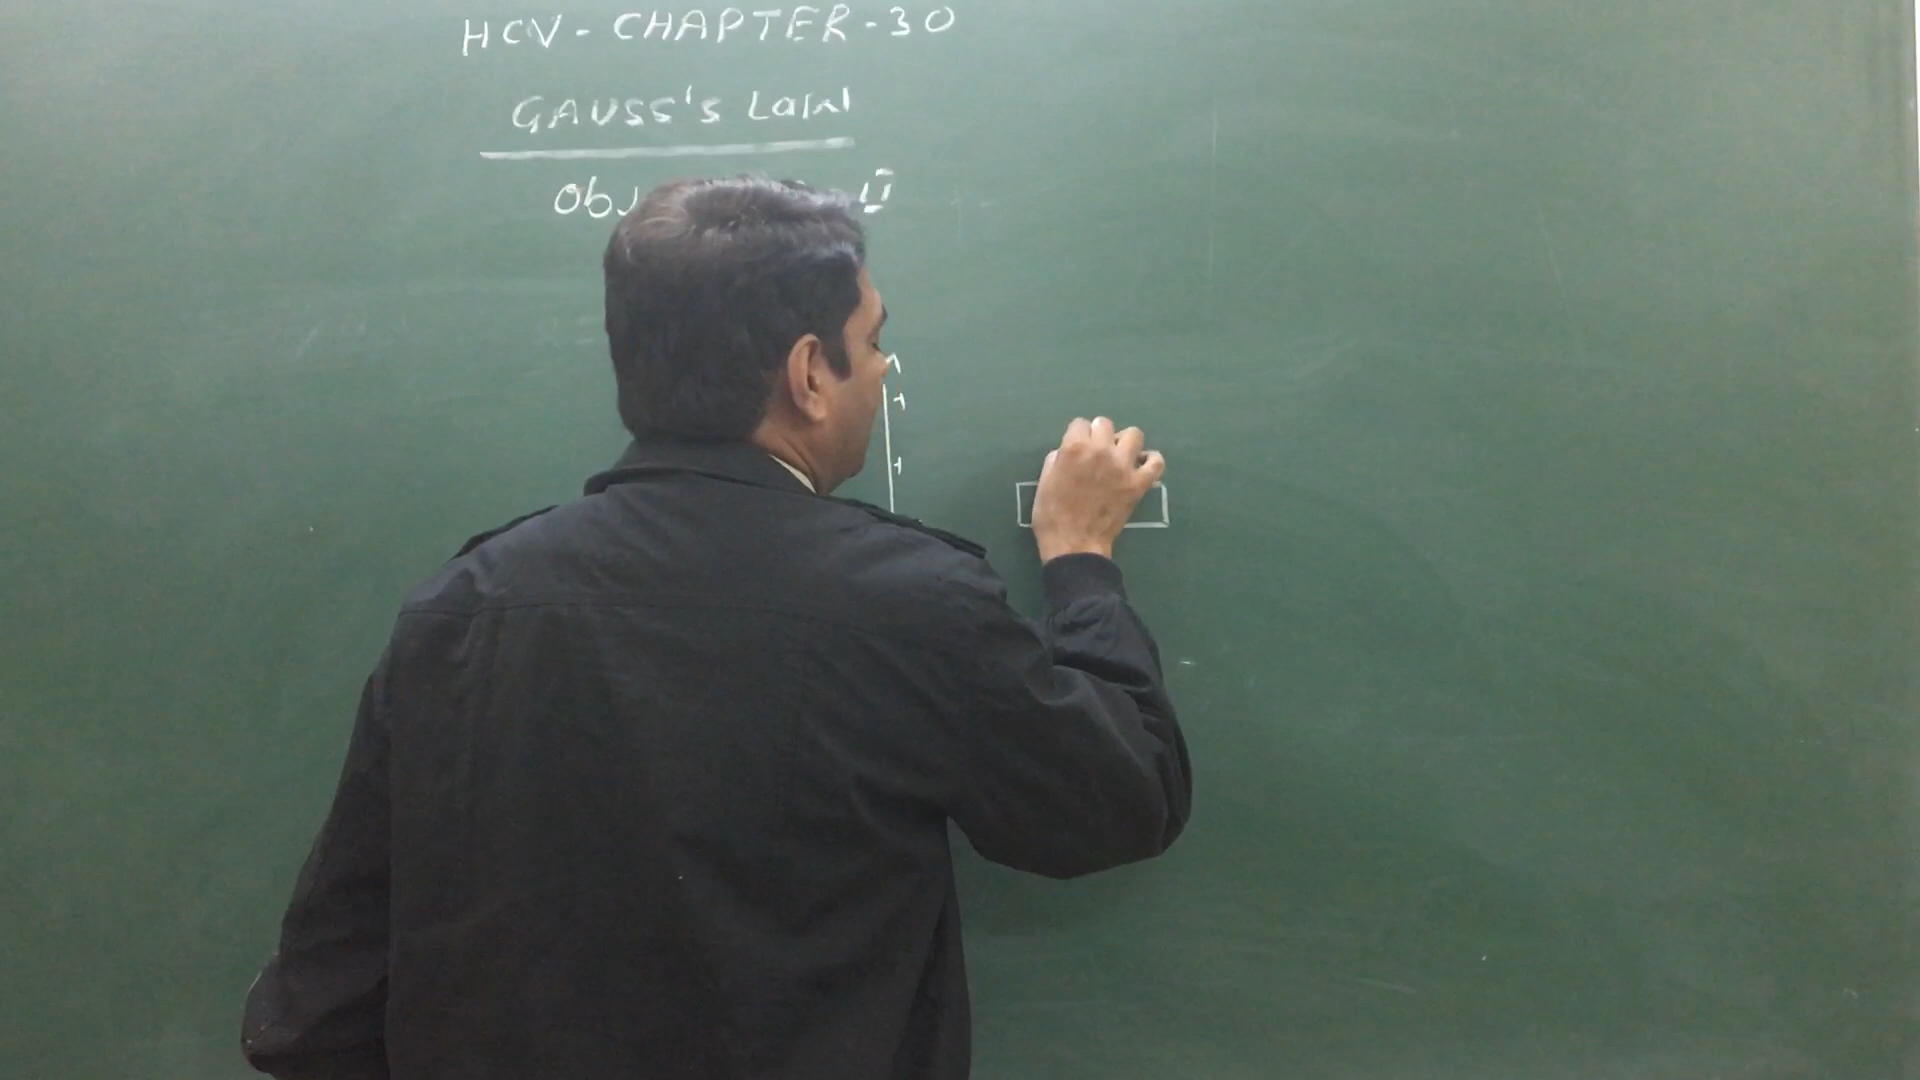 HCV - CHAPTER - 30
GAUSS'S Law
Obj
+
+